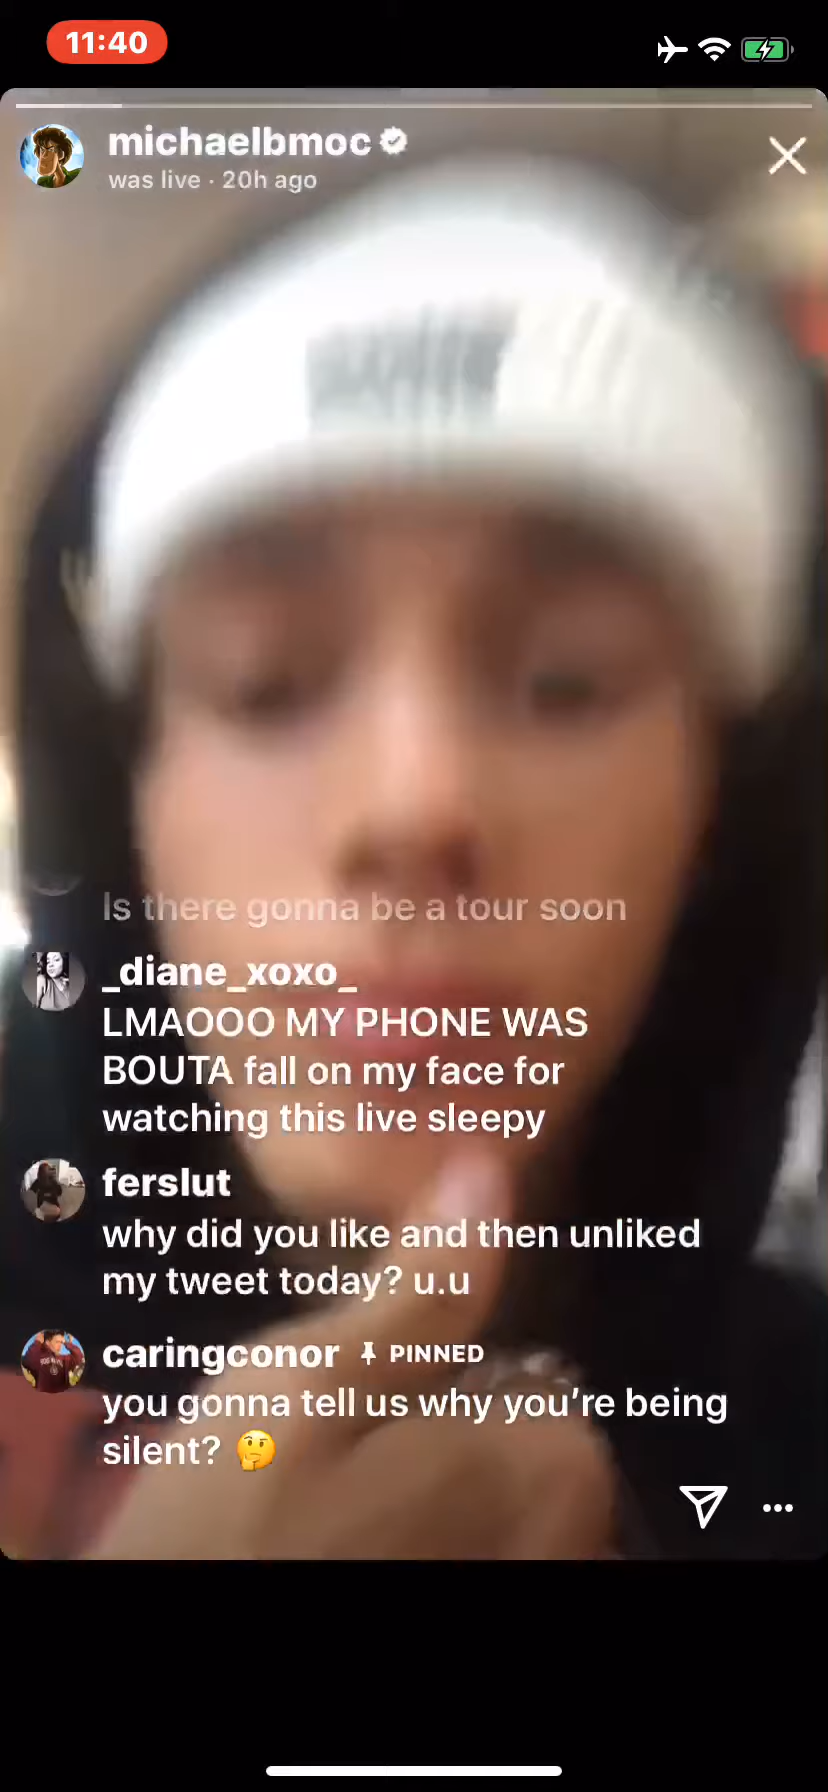 11:40
michaelbmoc
was live · 20h ago
Is there gonna be a tour soon
_diane_xoxo_
LMAOOO MY PHONE WAS
BOUTA fall on my face for
watching this live sleepy
ferslut
why did you like and then unliked
my tweet today? u.u
caringconor PINNED
you gonna tell us why you're being
silent? 🤔